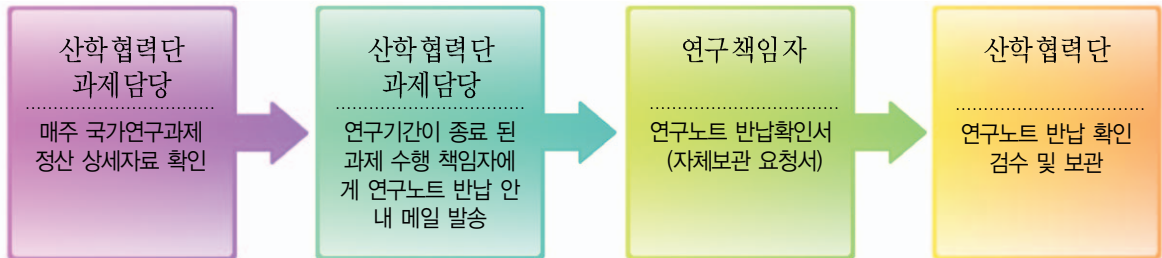 산학협력단
과제담당
매주 국가연구과제
정산 상세자료 확인
산학협력단
과제담당
연구기간이 종료 된
과제 수행 책임자에
게 연구노트 반납 안
내 메일 발송
연구책임자
연구노트 반납확인서
(자체보관 요청서)
산학협력단
연구노트 반납 확인
검수 및 보관